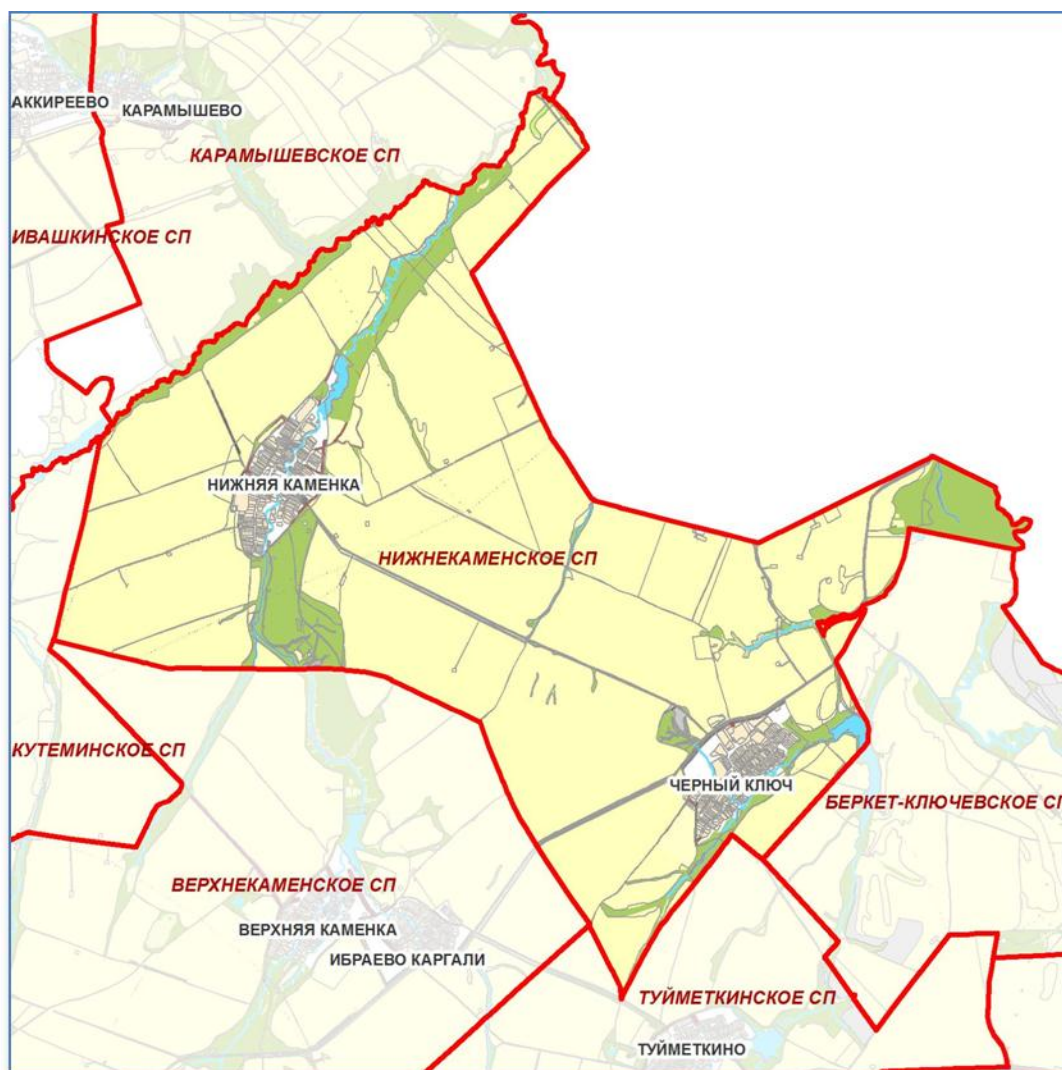 АККИРЕЕВО
КАРАМЫШЕВО
КАРАМЫШЕВСКОЕ СП
ИВАШКИНСКОЕ СП
НИЖНЯЯ КАМЕНКА
НИЖНЕКАМЕНСКОЕ СП
КУТЕМИНСКОЕ СП
ЧЕРНЫЙ КЛЮЧ
БЕРКЕТ-КЛЮЧЕВСКОЕ СП
ВЕРХНЕКАМЕНСКОЕ СП
ВЕРХНЯЯ КАМЕНКА
ИБРАЕВО КАРГАЛИ
ТУЙМЕТКИНСКОЕ СП
ТУЙМЕТКИНО